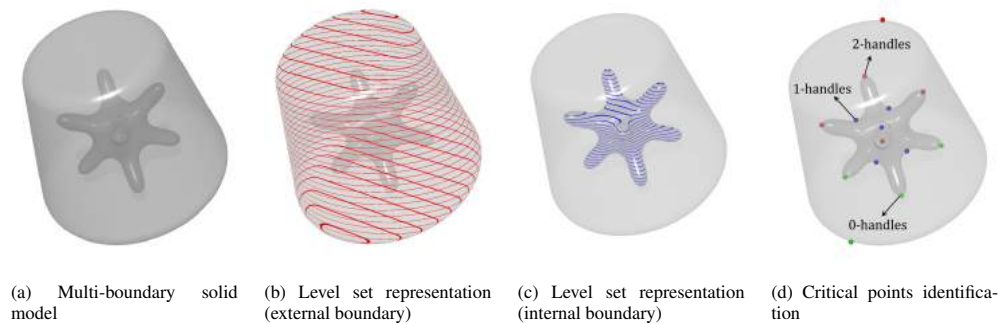 2-handles
1-handles
0-handles
(a) Multi-boundary solid
model
(b) Level set representation
(external boundary)
(c) Level set representation
(internal boundary)
(d) Critical points identifica-
tion